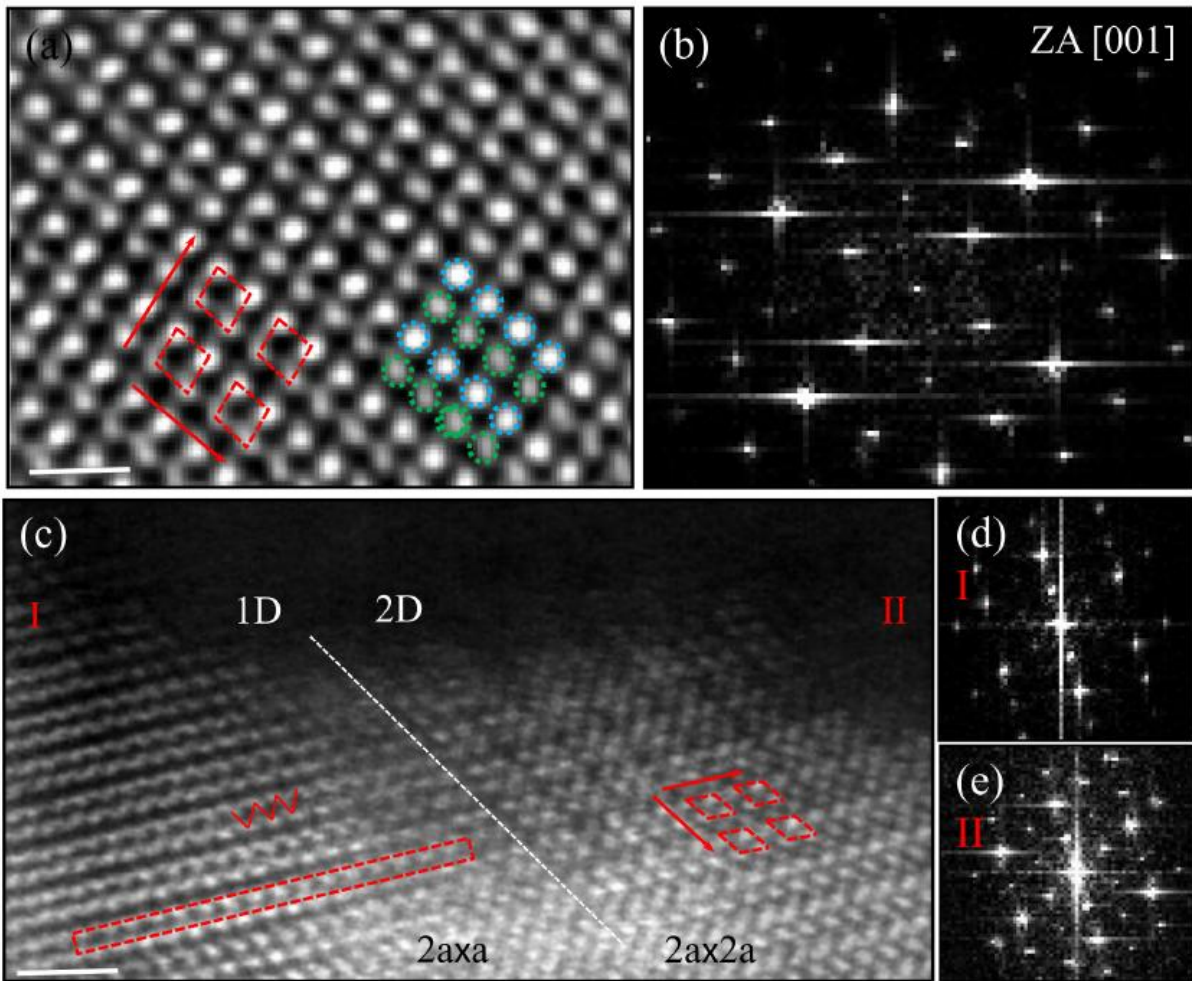 (a)
(b)
ZA [001]
(c)
I
1D
2D
II
2axa
2ax2a
(d)
I
(e)
II